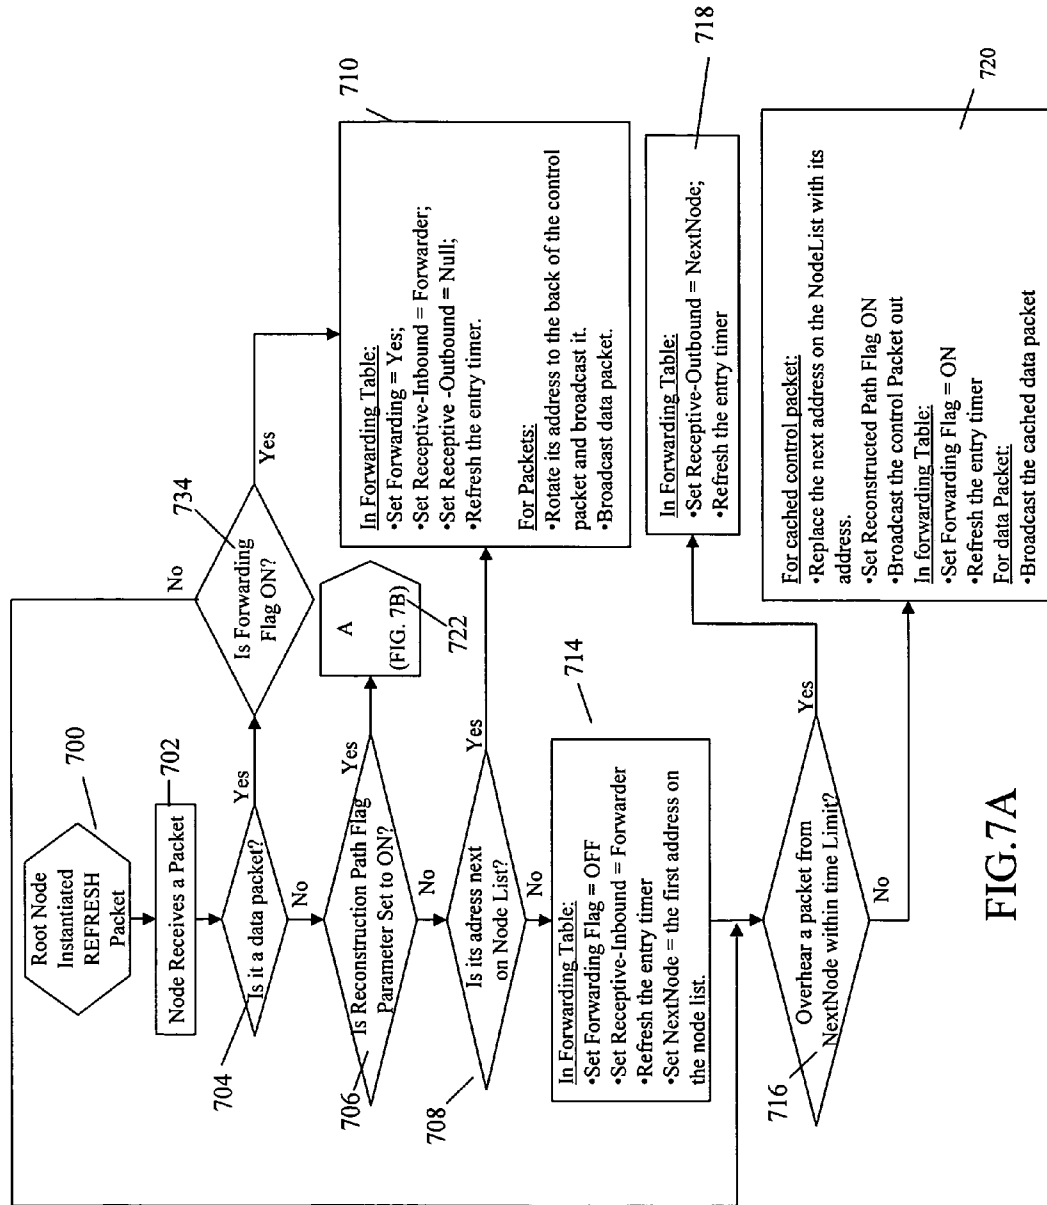 700
Root Node
Instantiated
REFRESH
Packet
702
Node Receives a Packet
704
Is it a data packet?
Yes
No
734
Is Forwarding
Flag ON?
No
Yes
706
Is Reconstruction Path Flag
Parameter Set to ON?
Yes
No
A
(FIG. 7B)
722
708
Is its adress next
on Node List?
Yes
No
710
In Forwarding Table:
•Set Forwarding = Yes;
•Set Receptive-Inbound = Forwarder;
•Set Receptive -Outbound = Null;
•Refresh the entry timer.
For Packets:
•Rotate its address to the back of the control
packet and broadcast it.
•Broadcast data packet.
714
In Forwarding Table:
•Set Forwarding Flag = OFF
•Set Receptive-Inbound = Forwarder
•Refresh the entry timer
•Set NextNode = the first address on
the node list.
716
Overhear a packet from
NextNode within time Limit?
Yes
No
718
In Forwarding Table:
•Set Receptive-Outbound = NextNode;
•Refresh the entry timer
720
For cached control packet:
•Replace the next address on the NodeList with its
address.
•Set Reconstructed Path Flag ON
•Broadcast the control Packet out
In forwarding Table:
•Set Forwarding Flag = ON
•Refresh the entry timer
For data Packet:
•Broadcast the cached data packet
FIG.7A